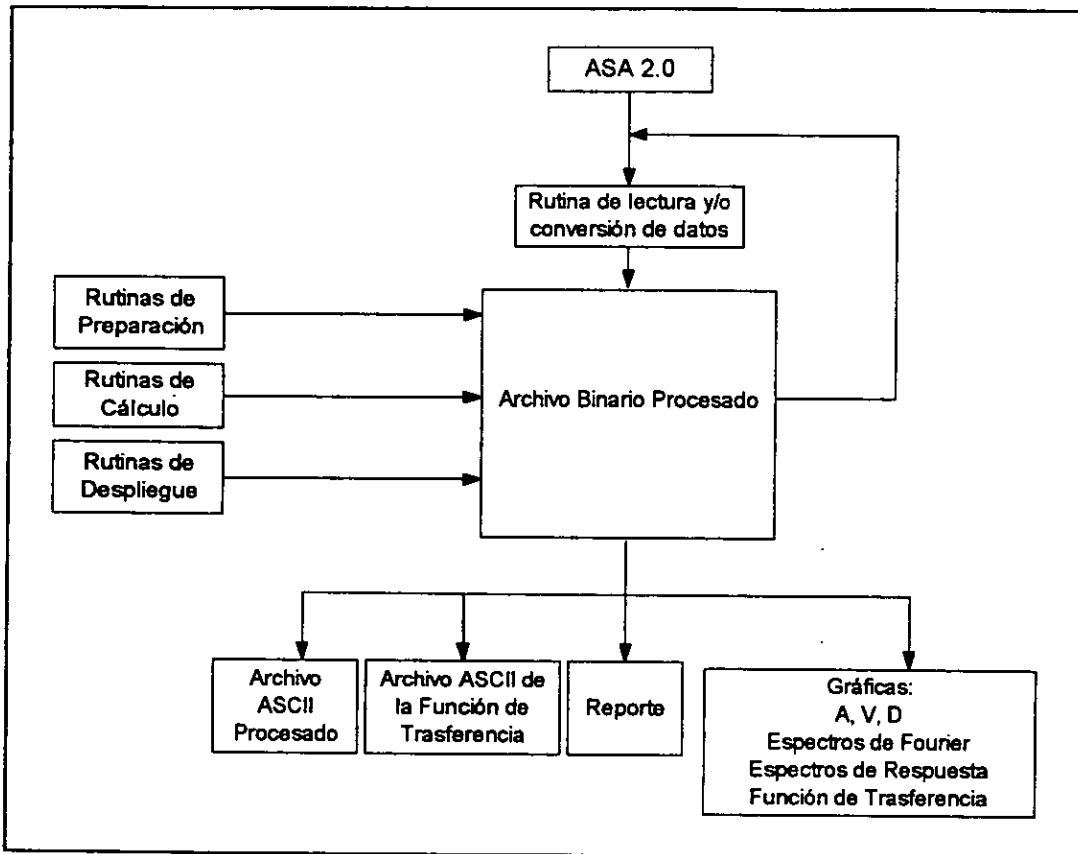 ASA 2.0
Rutina de lectura y/o
conversión de datos
Rutinas de
Preparación
Rutinas de
Cálculo
Rutinas de
Despliegue
Archivo Binario Procesado
Archivo
ASCII
Procesado
Archivo ASCII de
la Función de
Trasferencia
Reporte
Gráficas:
A, V, D
Espectros de Fourier
Espectros de Respuesta
Función de Trasferencia